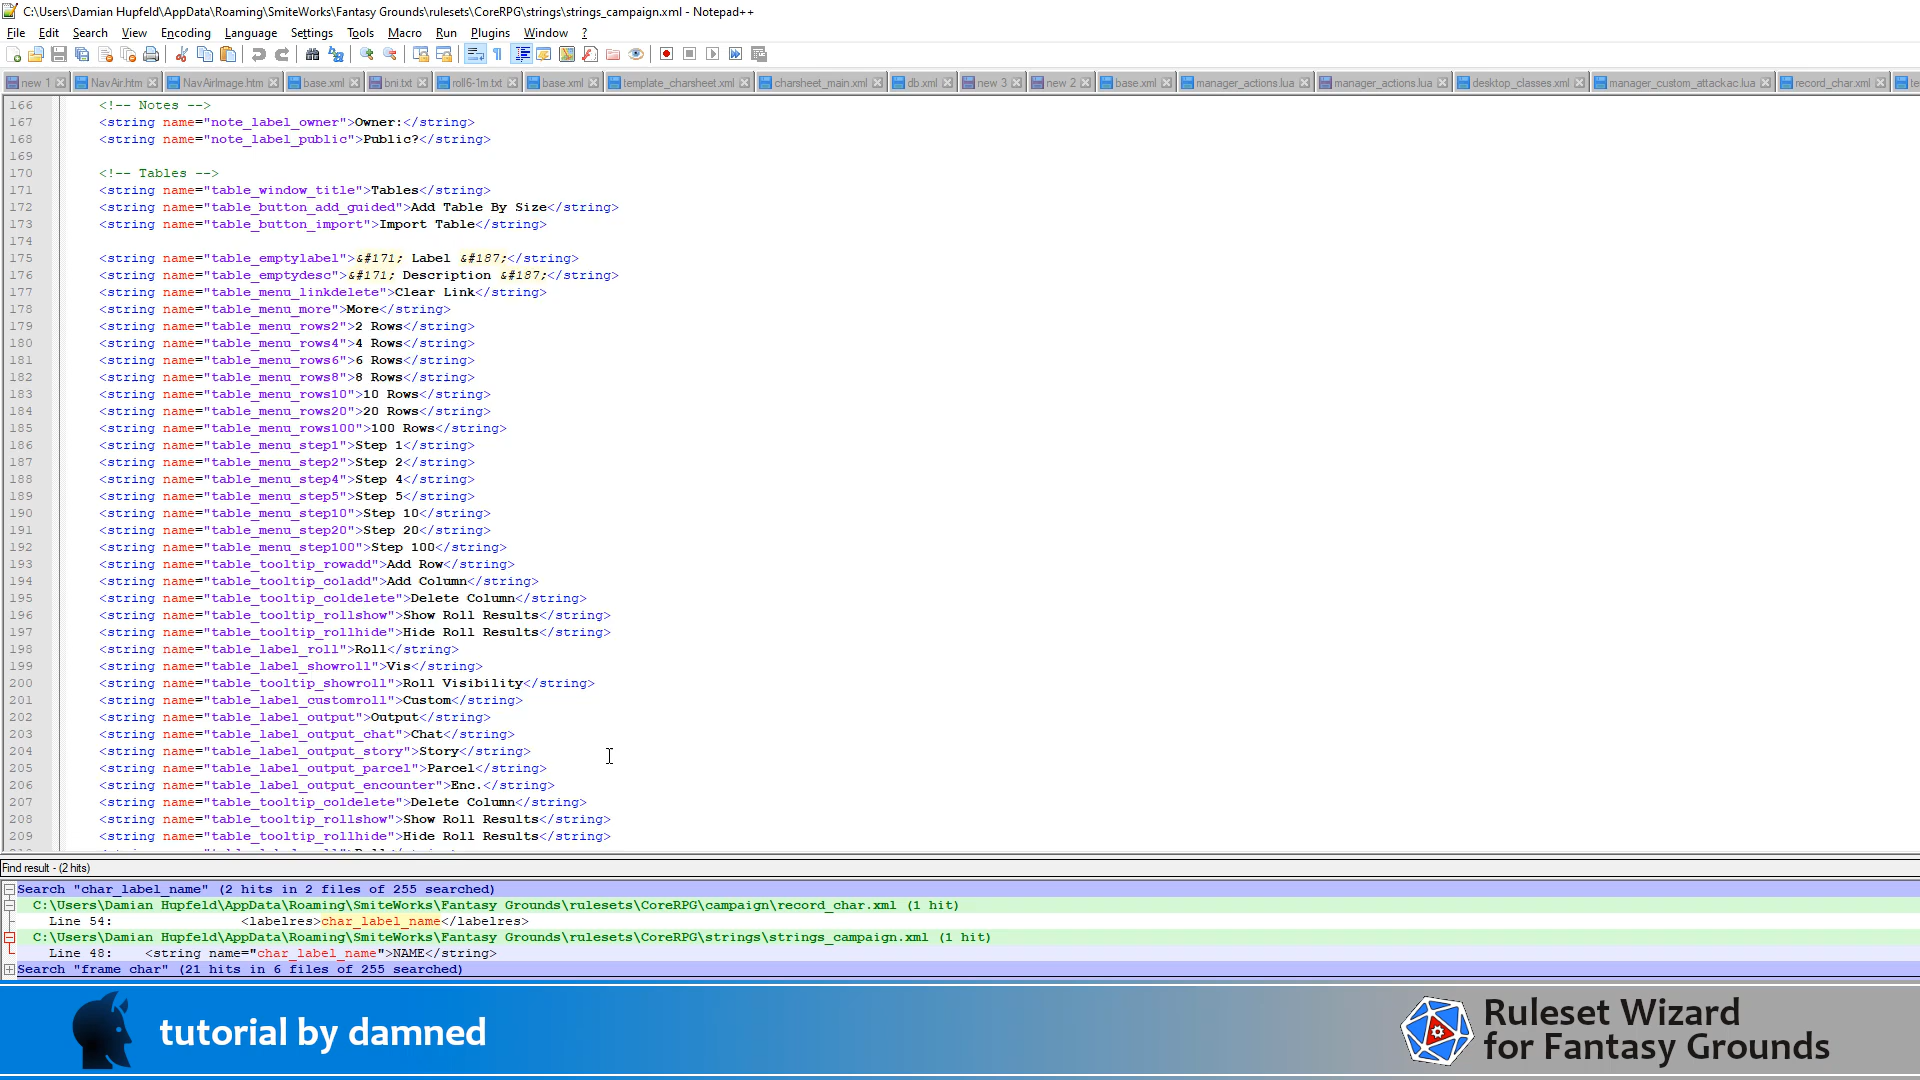 C:\Users\Damian Hupfeld\AppData\Roaming\SmiteWorks\Fantasy Grounds\rulesets\CoreRPG\strings\strings_campaign.xml - Notepad++
File Edit Search View Encoding Language Settings Tools Macro Run Plugins Window ?
new 1 NavAir.htm NavAirImage.htm base.xml bni.txt roll6-1m.txt base.xml template_charsheet.xml charsheet_main.xml db.xml new 3 new 2 base.xml manager_actions.lua manager_actions.lua desktop_classes.xml manager_custom_attackac.lua record_char.xml
166 <!-- Notes -->
167 <string name="note_label_owner">Owner:</string>
168 <string name="note_label_public">Public?</string>
169
170 <!-- Tables -->
171 <string name="table_window_title">Tables</string>
172 <string name="table_button_add_guided">Add Table By Size</string>
173 <string name="table_button_import">Import Table</string>
174
175 <string name="table_emptylabel">&#171; Label &#187;</string>
176 <string name="table_emptydesc">&#171; Description &#187;</string>
177 <string name="table_menu_linkdelete">Clear Link</string>
178 <string name="table_menu_more">More</string>
179 <string name="table_menu_rows2">2 Rows</string>
180 <string name="table_menu_rows4">4 Rows</string>
181 <string name="table_menu_rows6">6 Rows</string>
182 <string name="table_menu_rows8">8 Rows</string>
183 <string name="table_menu_rows10">10 Rows</string>
184 <string name="table_menu_rows20">20 Rows</string>
185 <string name="table_menu_rows100">100 Rows</string>
186 <string name="table_menu_step1">Step 1</string>
187 <string name="table_menu_step2">Step 2</string>
188 <string name="table_menu_step4">Step 4</string>
189 <string name="table_menu_step5">Step 5</string>
190 <string name="table_menu_step10">Step 10</string>
191 <string name="table_menu_step20">Step 20</string>
192 <string name="table_menu_step100">Step 100</string>
193 <string name="table_tooltip_rowadd">Add Row</string>
194 <string name="table_tooltip_coladd">Add Column</string>
195 <string name="table_tooltip_coldelete">Delete Column</string>
196 <string name="table_tooltip_rollshow">Show Roll Results</string>
197 <string name="table_tooltip_rollhide">Hide Roll Results</string>
198 <string name="table_label_roll">Roll</string>
199 <string name="table_label_showroll">Vis</string>
200 <string name="table_tooltip_showroll">Roll Visibility</string>
201 <string name="table_label_customroll">Custom</string>
202 <string name="table_label_output">Output</string>
203 <string name="table_label_output_chat">Chat</string>
204 <string name="table_label_output_story">Story</string>
205 <string name="table_label_output_parcel">Parcel</string>
206 <string name="table_label_output_encounter">Enc.</string>
207 <string name="table_tooltip_coldelete">Delete Column</string>
208 <string name="table_tooltip_rollshow">Show Roll Results</string>
209 <string name="table_tooltip_rollhide">Hide Roll Results</string>
Find result - (2 hits)
Search "char_label_name" (2 hits in 2 files of 255 searched)
C:\Users\Damian Hupfeld\AppData\Roaming\SmiteWorks\Fantasy Grounds\rulesets\CoreRPG\campaign\record_char.xml (1 hit)
Line 54: <labelres>char_label_name</labelres>
C:\Users\Damian Hupfeld\AppData\Roaming\SmiteWorks\Fantasy Grounds\rulesets\CoreRPG\strings\strings_campaign.xml (1 hit)
Line 48: <string name="char_label_name">NAME</string>
Search "frame char" (21 hits in 6 files of 255 searched)
tutorial by damned
Ruleset Wizard
for Fantasy Grounds